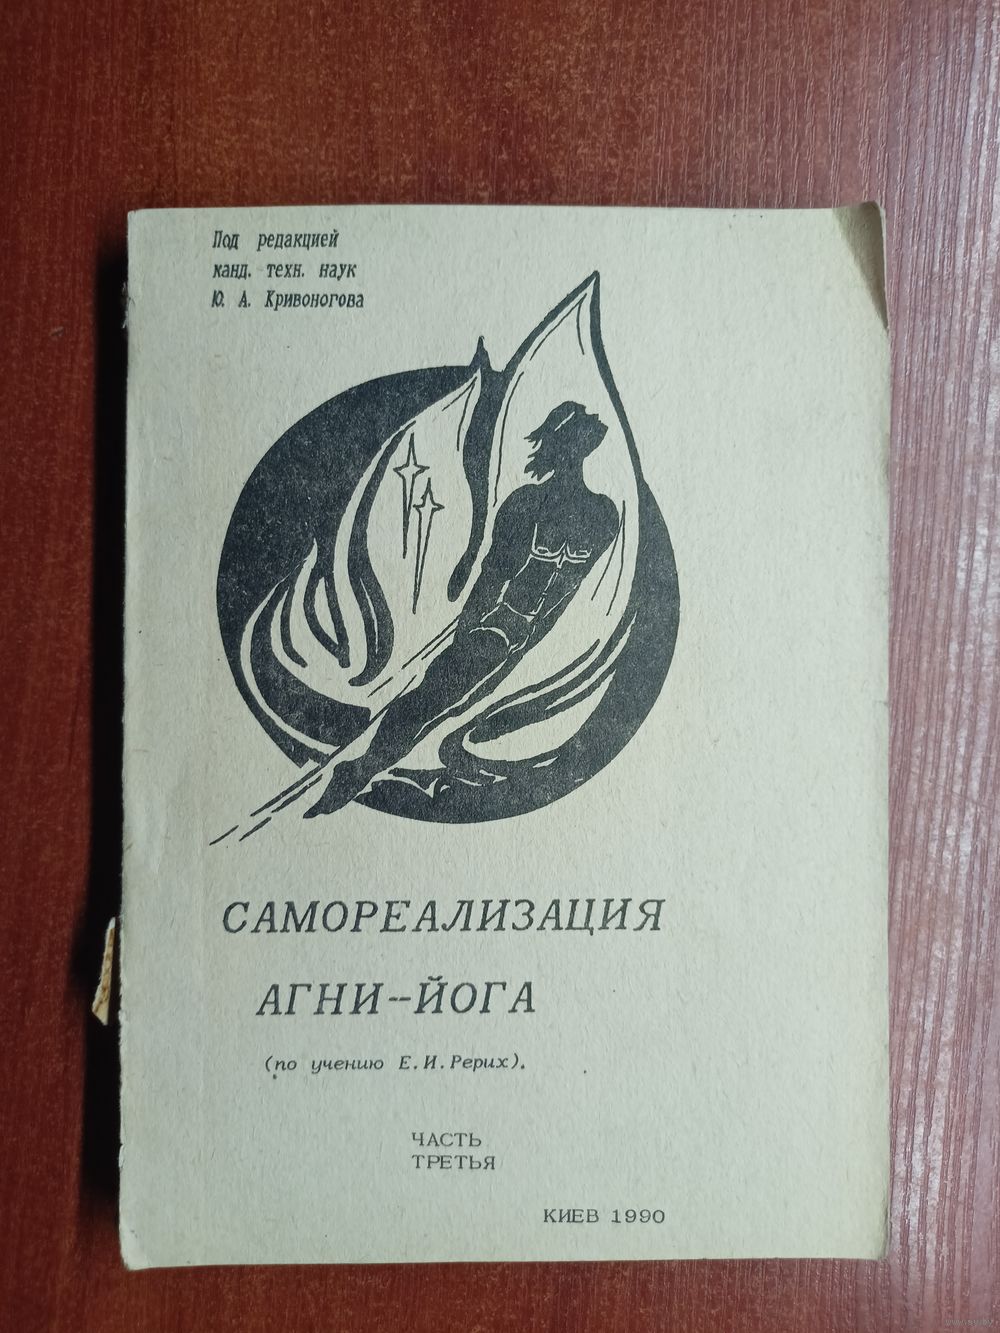 Под редакцией
канд. техн. наук
Ю. А. Кривоногова
САМОРЕАЛИЗАЦИЯ
АГНИ--ЙОГА
(по учению Е.И.Рерих).
ЧАСТЬ
ТРЕТЬЯ
КИЕВ 1990